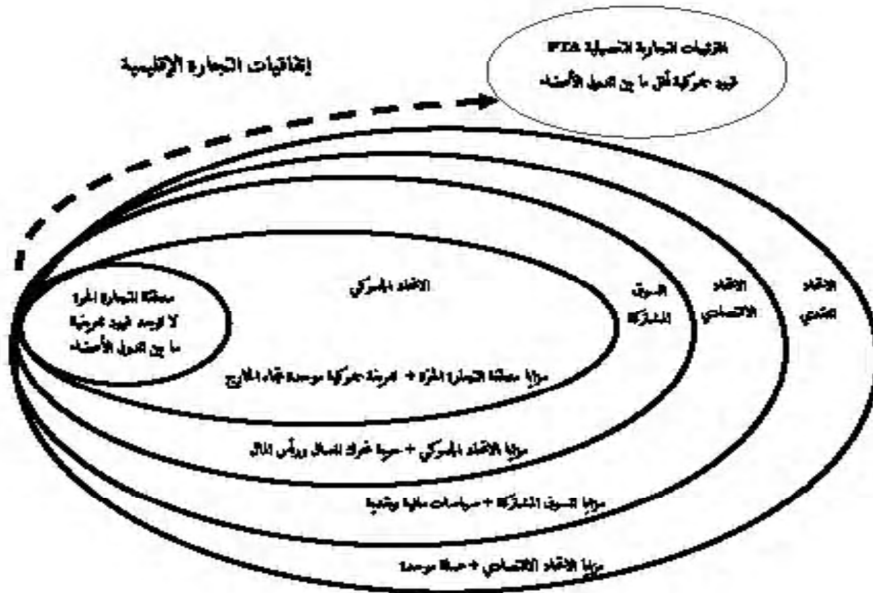 إتفاقيات التجارة الإقليمية
الترتيبات التجارية التفضيلية PTA
قيود جمركية أقل ما بين الدول الأعضاء
منطقة التجارة الحرة
لا توجد قيود تعريفية
ما بين الدول الأعضاء
الاتحاد الجمركي
مزايا منطقة التجارة الحرة + تعريفة جمركية موحدة تجاه الخارج
السوق
المشتركة
مزايا الاتحاد الجمركي + حرية تحرك العمال ورأس المال
الاتحاد
الاقتصادي
مزايا السوق المشتركة + سياسات مالية ونقدية
الاتحاد
النقدي
مزايا الاتحاد الاقتصادي + عملة موحدة